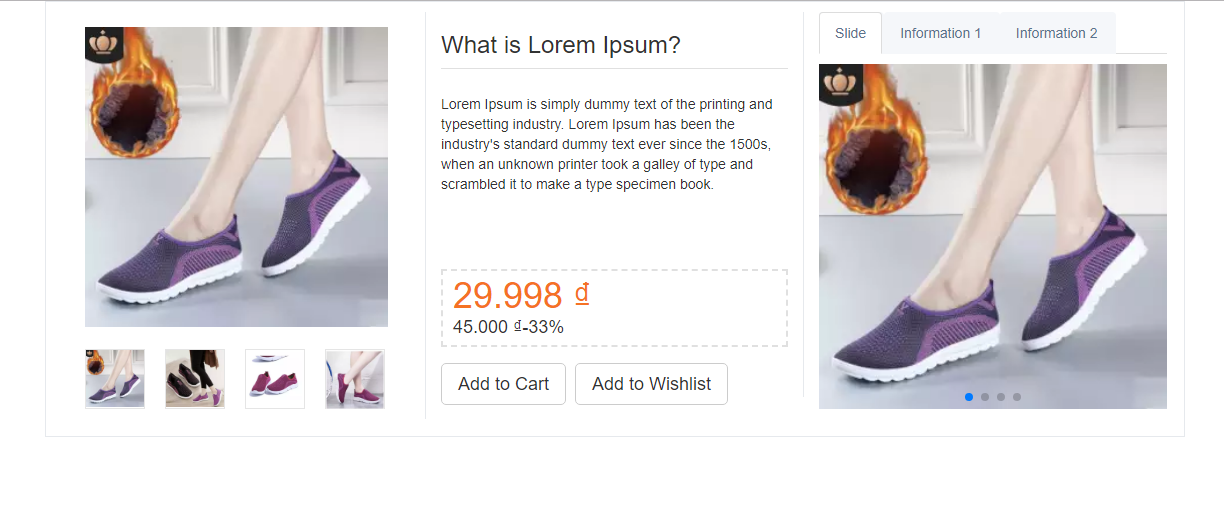 What is Lorem Ipsum?
Lorem Ipsum is simply dummy text of the printing and
typesetting industry. Lorem Ipsum has been the
industry's standard dummy text ever since the 1500s,
when an unknown printer took a galley of type and
scrambled it to make a type specimen book.
29.998 ₫
45.000 ₫-33%
Add to Cart
Add to Wishlist
Slide
Information 1
Information 2